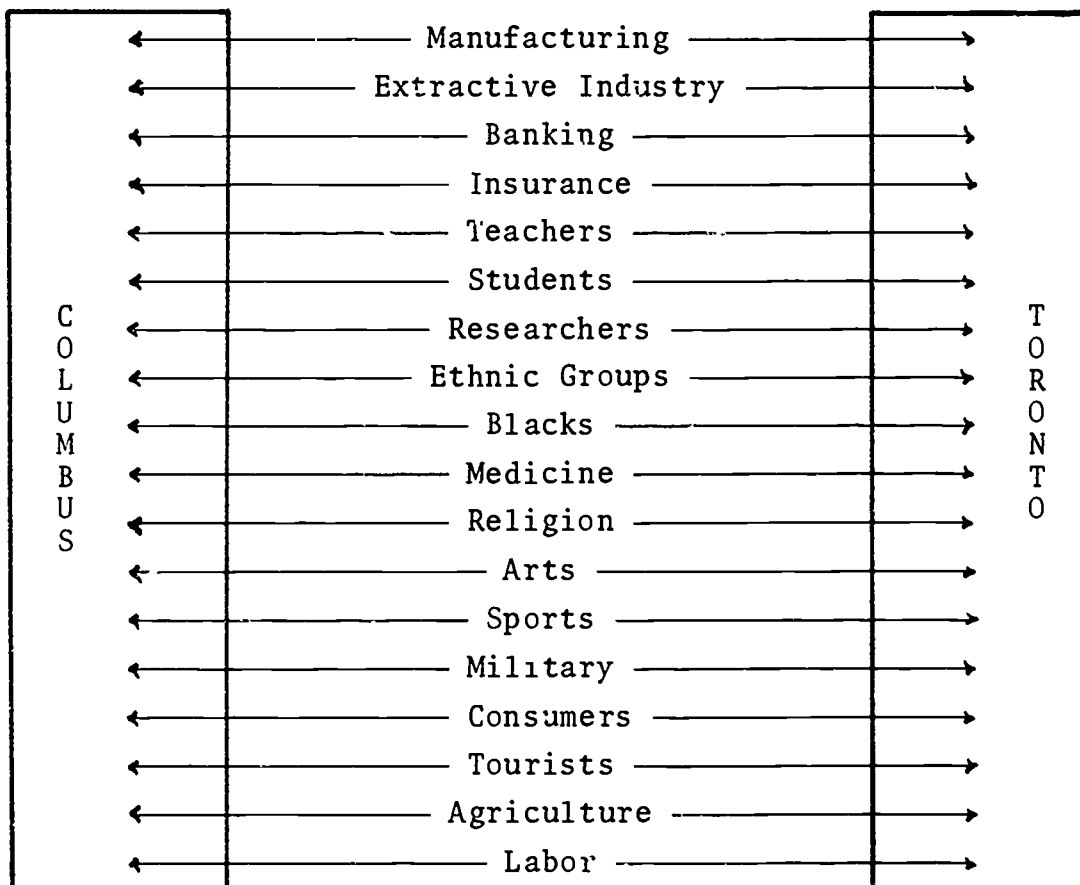 Manufacturing
Extractive Industry
Banking
Insurance
Teachers
Students
Researchers
Ethnic Groups
Blacks
Medicine
Religion
Arts
Sports
Military
Consumers
Tourists
Agriculture
Labor
COLUMBUS
TORONTO